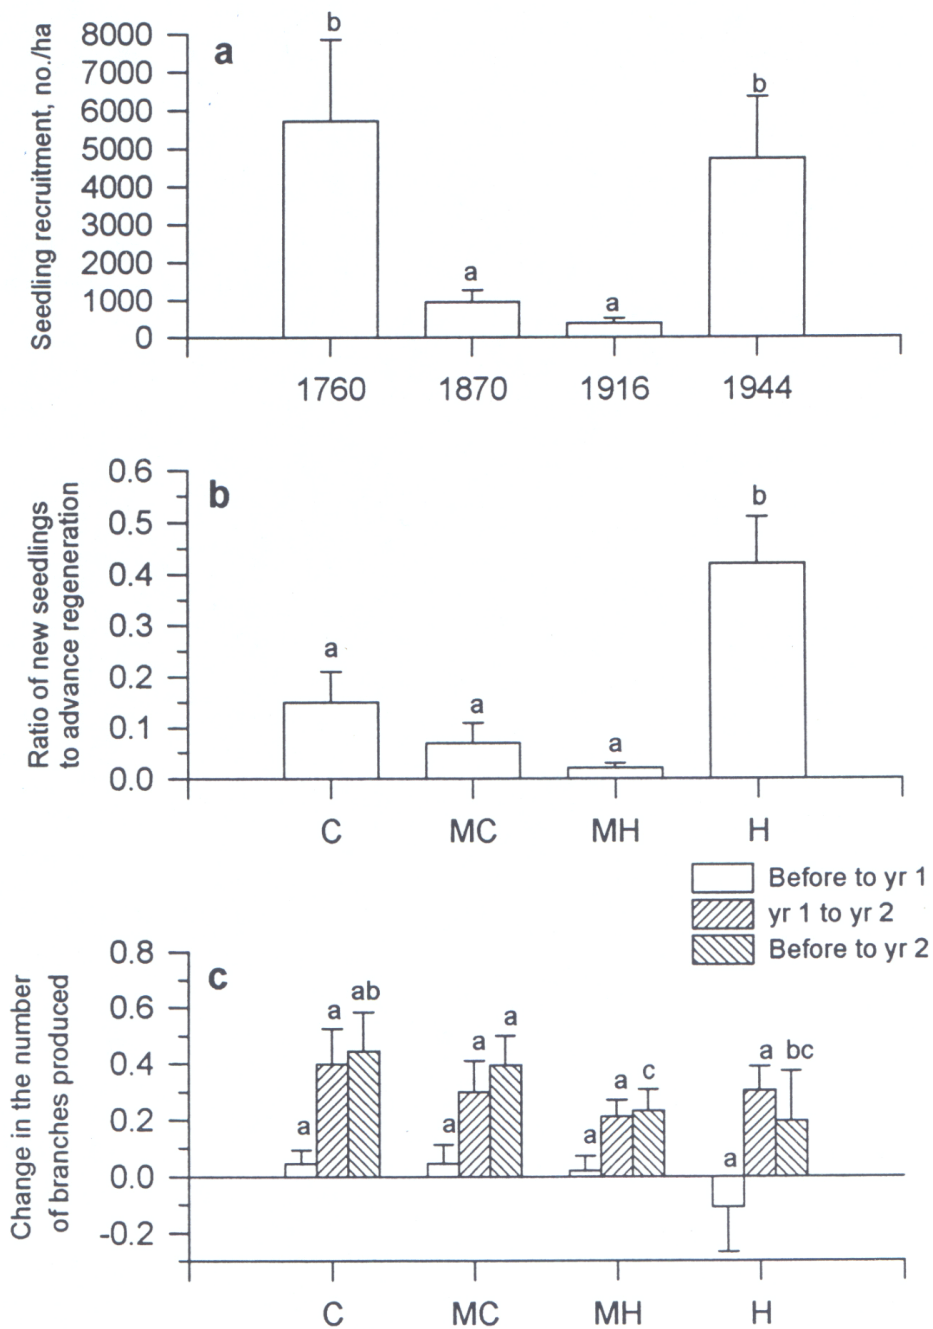 a
Seedling recruitment, no./ha
8000
7000
6000
5000
4000
3000
2000
1000
0
b
a
a
b
1760
1870
1916
1944
b
Ratio of new seedlings
to advance regeneration
0.6
0.5
0.4
0.3
0.2
0.1
0.0
a
a
a
b
C
MC
MH
H
Before to yr 1
yr 1 to yr 2
Before to yr 2
c
Change in the number
of branches produced
0.8
0.6
0.4
0.2
0.0
-0.2
a a ab
a a a
a a c
a a bc
C
MC
MH
H